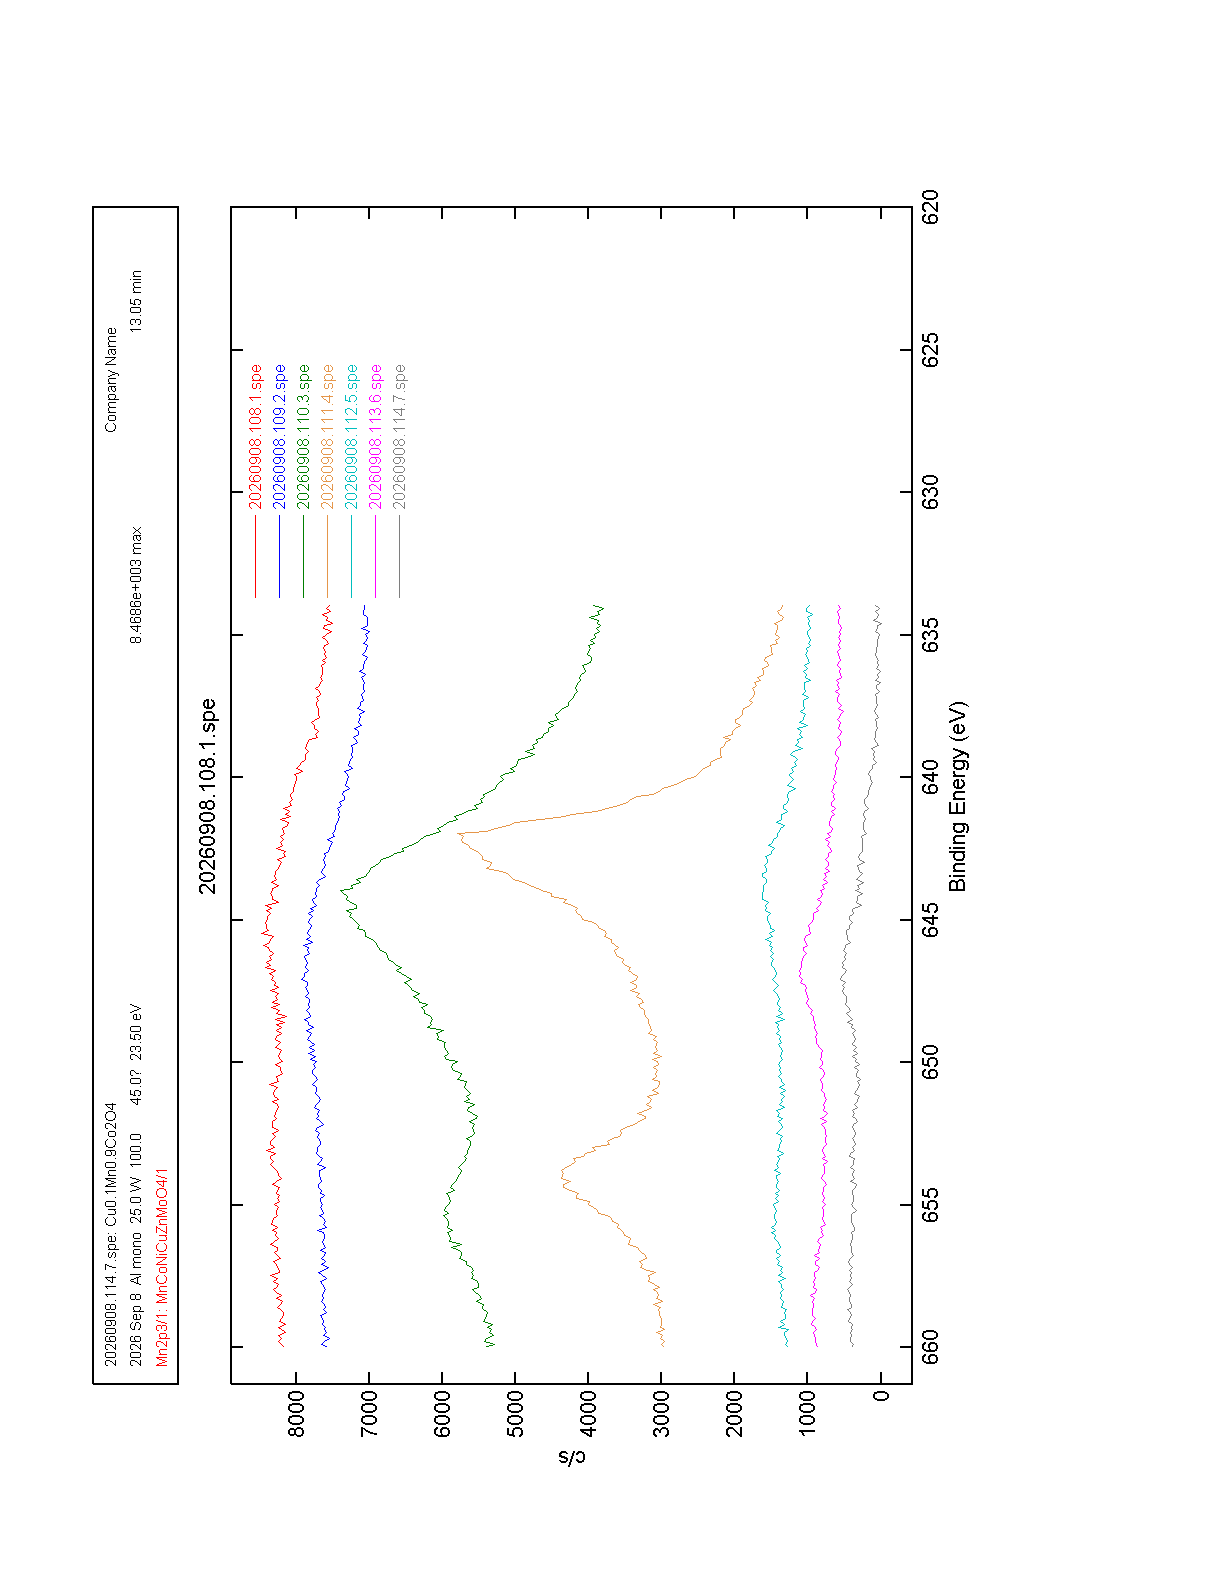 20260908.114.7.spe: Cu0.1Mn0.9Co2O4 Company Name
2026 Sep 8 Al mono 25.0 W 100.0 45.0? 23.50 eV 8.4686e+003 max 13.05 min
Mn2p3/1: MnCoNiCuZnMoO4/1
20260908.108.1.spe
20260908.108.1.spe
20260908.109.2.spe
20260908.110.3.spe
20260908.111.4.spe
20260908.112.5.spe
20260908.113.6.spe
20260908.114.7.spe
8000
7000
6000
5000
4000
3000
2000
1000
0
c/s
660 655 650 645 640 635 630 625 620
Binding Energy (eV)